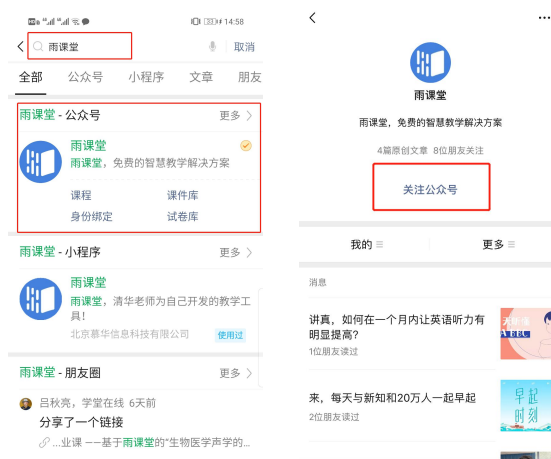 14:58
雨课堂
取消
全部 公众号 小程序 文章 朋友
雨课堂 - 公众号 更多
雨课堂
雨课堂，免费的智慧教学解决方案
课程 课件库
身份绑定 试卷库
雨课堂 - 小程序 更多
雨课堂
雨课堂，清华老师为自己开发的教学工
具！
北京慕华信息科技有限公司 使用过
雨课堂 - 朋友圈 更多
吕秋亮，学堂在线 6天前
分享了一个链接
...业课 ——基于雨课堂的“生物医学声学的...
雨课堂
雨课堂，免费的智慧教学解决方案
4篇原创文章 8位朋友关注
关注公众号
我的 更多
消息
讲真，如何在一个月内让英语听力有
明显提高?
1位朋友读过
来，每天与新知和20万人一起早起
2位朋友读过
早起
时刻